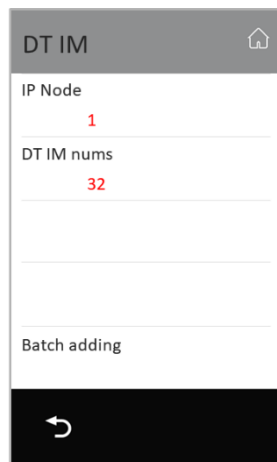 DT IM
IP Node
1
DT IM nums
32
Batch adding